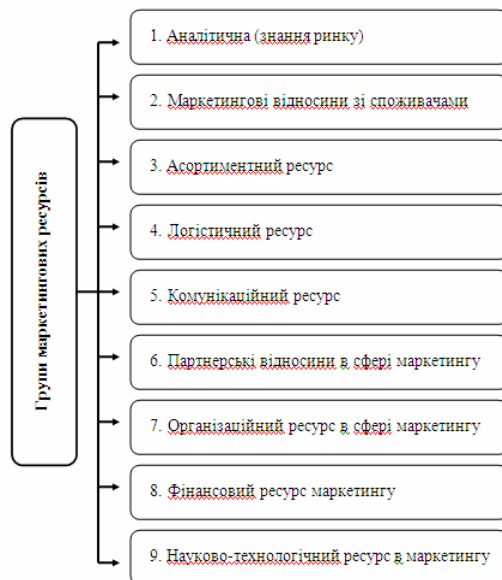 Групи маркетингових ресурсів
1. Аналітична (знання ринку)
2. Маркетингові відносини зі споживачами
3. Асортиментний ресурс
4. Логістичний ресурс
5. Комунікаційний ресурс
6. Партнерські відносини в сфері маркетингу
7. Організаційний ресурс в сфері маркетингу
8. Фінансовий ресурс маркетингу
9. Науково-технологічний ресурс в маркетингу